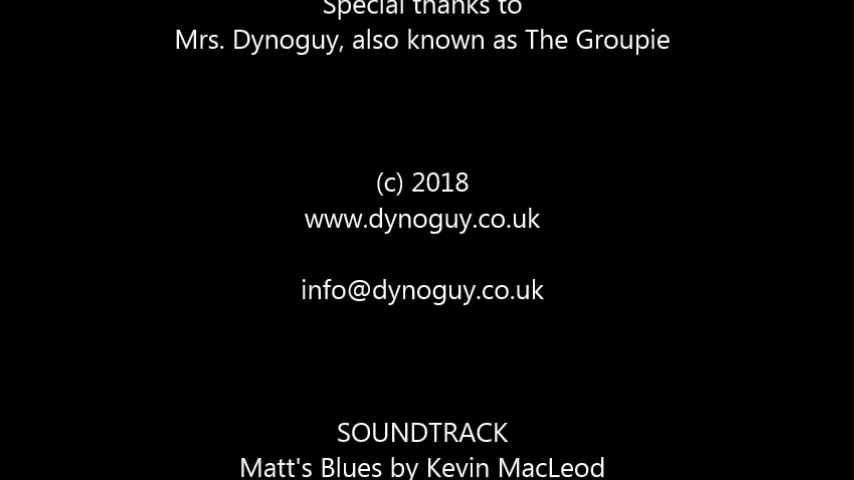 Special thanks to
Mrs. Dynoguy, also known as The Groupie
(c) 2018
www.dynoguy.co.uk
info@dynoguy.co.uk
SOUNDTRACK
Matt's Blues by Kevin MacLeod